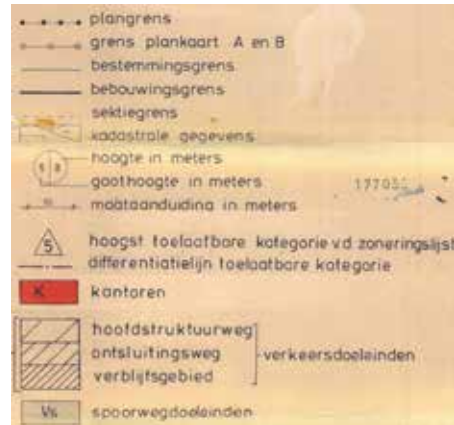 plangrens
grens plankaart A en B
bestemmingsgrens
bebouwingsgrens
sektiegrens
kadastrale gegevens
hoogte in meters
goothoogte in meters
maataanduiding in meters
5 hoogst toelaatbare kategorie v.d. zoneringslijst
differentiatielijn toelaatbare kategorie
K kantoren
hoofdstruktuurweg
ontsluitingsweg verkeersdoeleinden
verblijfsgebied
Vs spoorwegdoeleinden